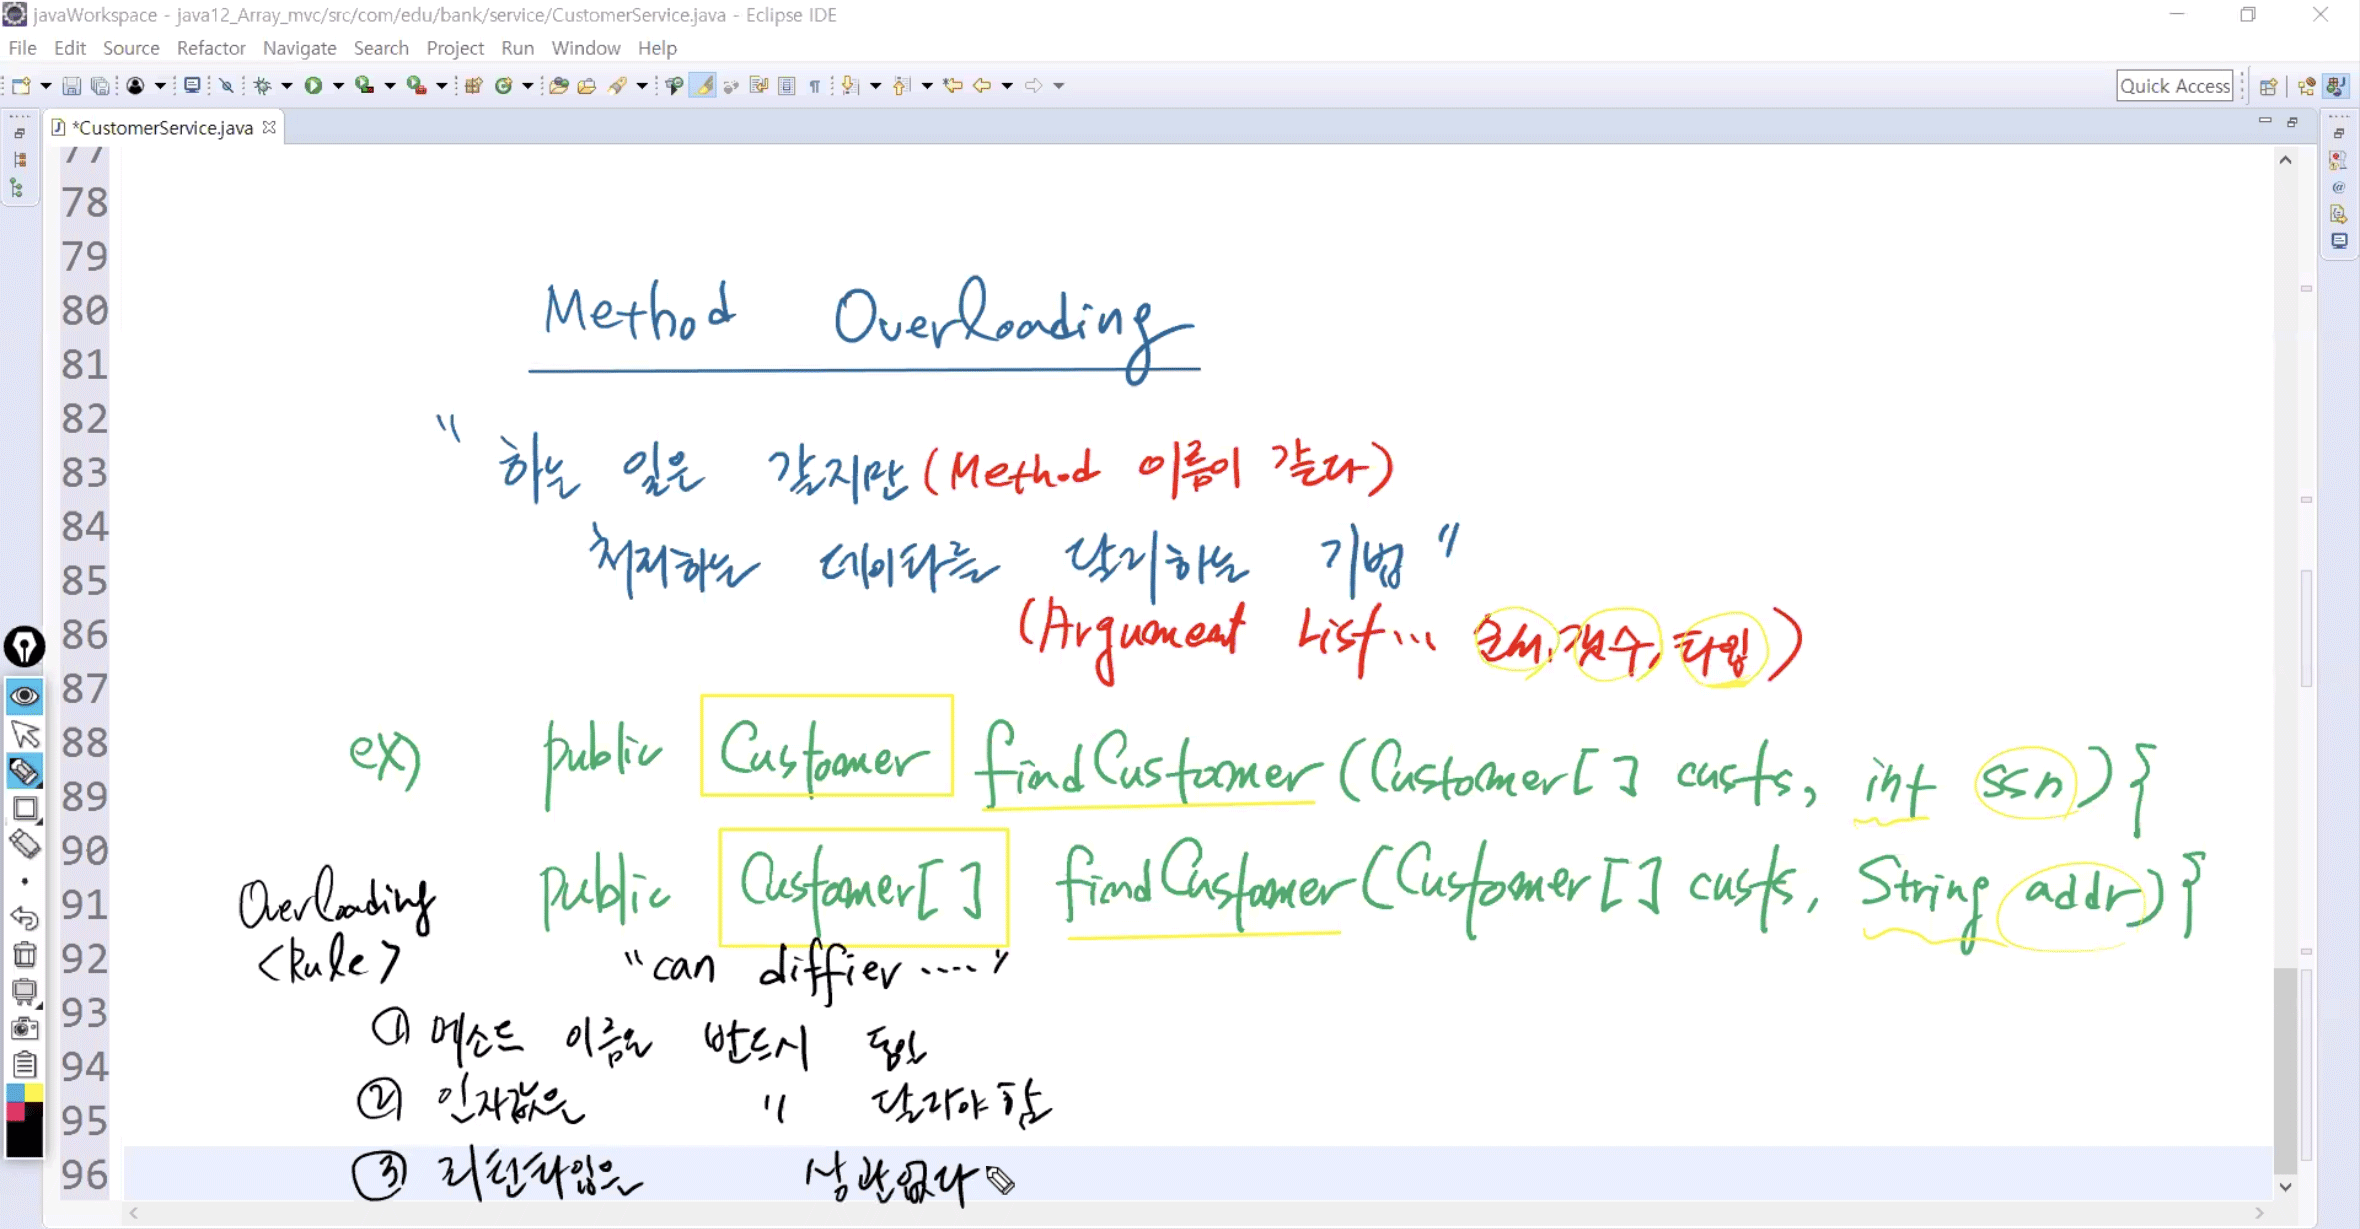 javaWorkspace - java12_Array_mvc/src/com/edu/bank/service/CustomerService.java - Eclipse IDE
File Edit Source Refactor Navigate Search Project Run Window Help
Quick Access
*CustomerService.java
77
78
79
80
Method Overloading
81
82
83
" 하는 일은 같지만 (Method 이름이 같다)
84
85
처리하는 데이타를 달리하는 기법 "
86
(Argument List... 순서, 갯수, 타입)
87
88
ex) public Customer findCustomer (Customer[] custs, int ssn){
89
90
91
public Customer[] findCustomer (Customer[] custs, String addr){
Overloading
92
<Rule> "can diffier ...."
93
① 메소드 이름은 반드시 동일
94
95
② 인자값은 " 달라야 함
96
③ 리턴타입은 상관없다